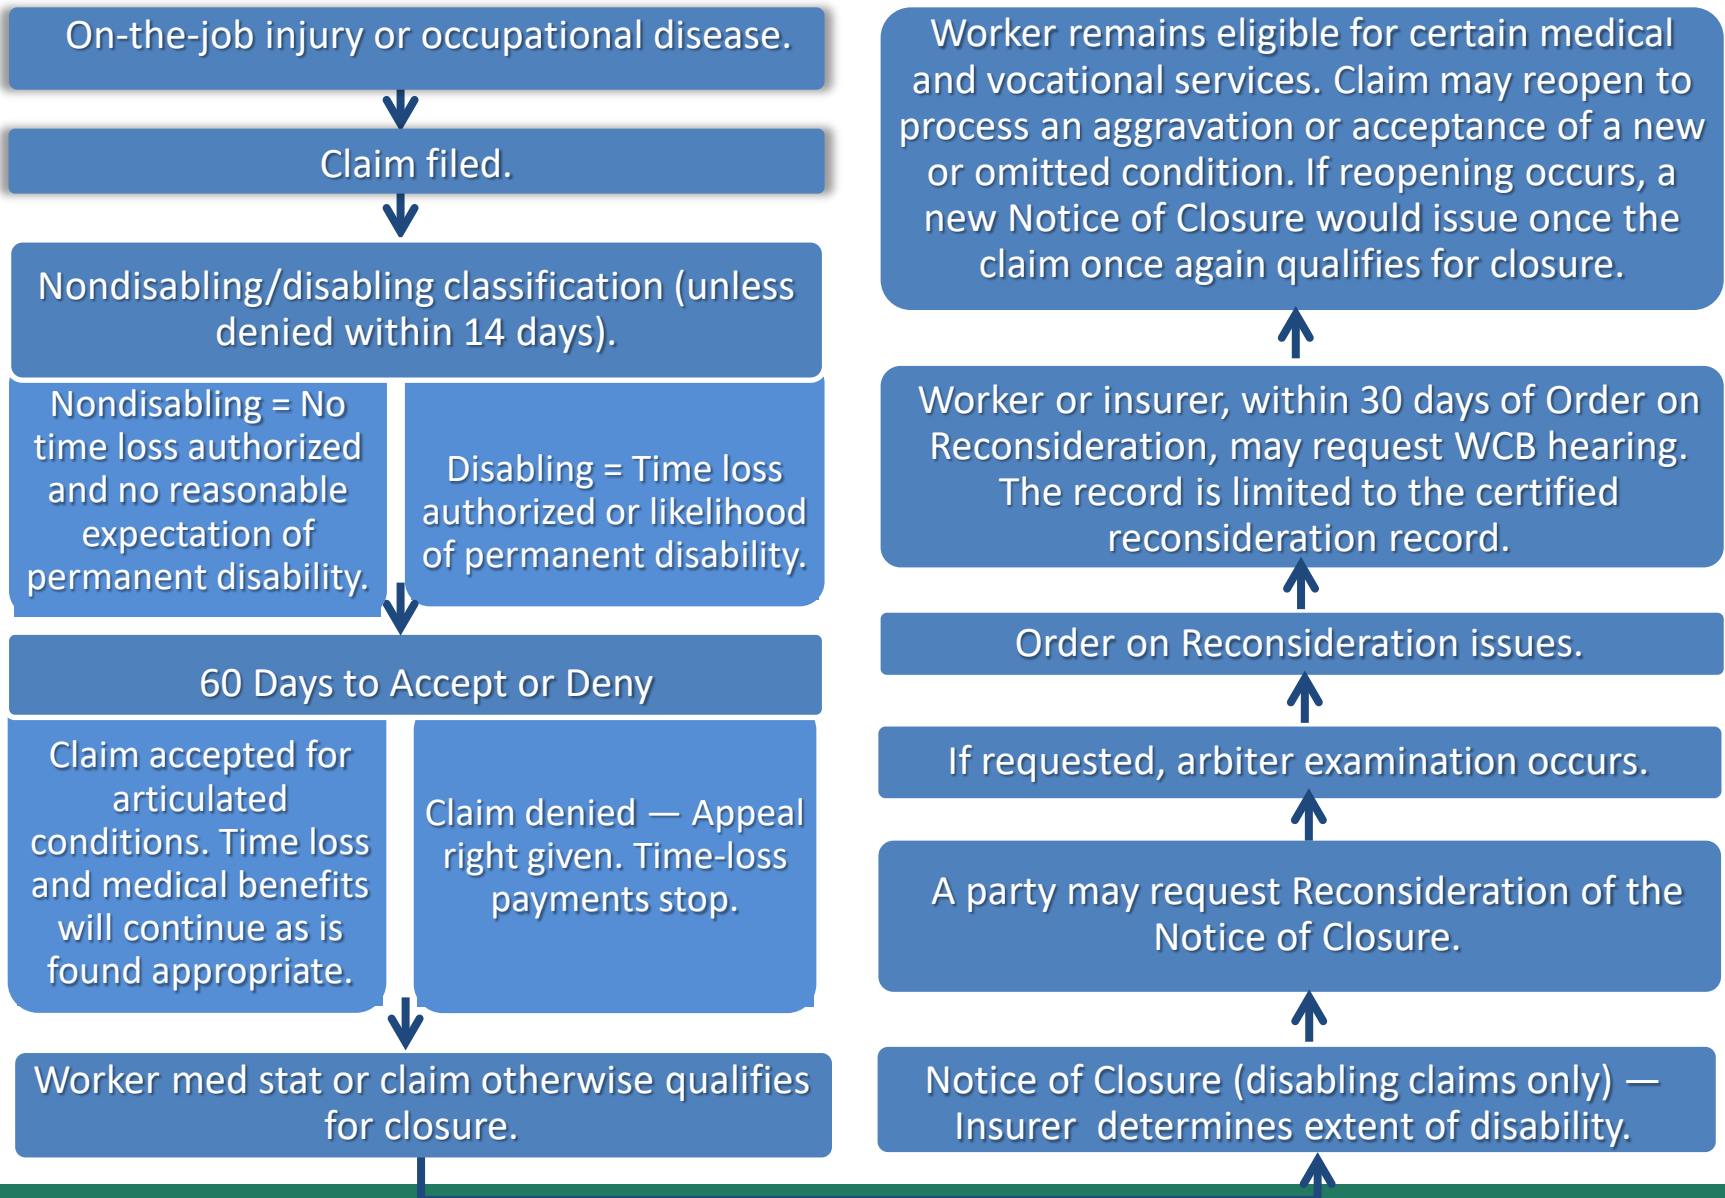 On-the-job injury or occupational disease.
Claim filed.
Nondisabling/disabling classification (unless
denied within 14 days).
Nondisabling = No
time loss authorized
and no reasonable
expectation of
permanent disability.
Disabling = Time loss
authorized or likelihood
of permanent disability.
60 Days to Accept or Deny
Claim accepted for
articulated
conditions. Time loss
and medical benefits
will continue as is
found appropriate.
Claim denied — Appeal
right given. Time-loss
payments stop.
Worker med stat or claim otherwise qualifies
for closure.
Notice of Closure (disabling claims only) —
Insurer determines extent of disability.
A party may request Reconsideration of the
Notice of Closure.
If requested, arbiter examination occurs.
Order on Reconsideration issues.
Worker or insurer, within 30 days of Order on
Reconsideration, may request WCB hearing.
The record is limited to the certified
reconsideration record.
Worker remains eligible for certain medical
and vocational services. Claim may reopen to
process an aggravation or acceptance of a new
or omitted condition. If reopening occurs, a
new Notice of Closure would issue once the
claim once again qualifies for closure.